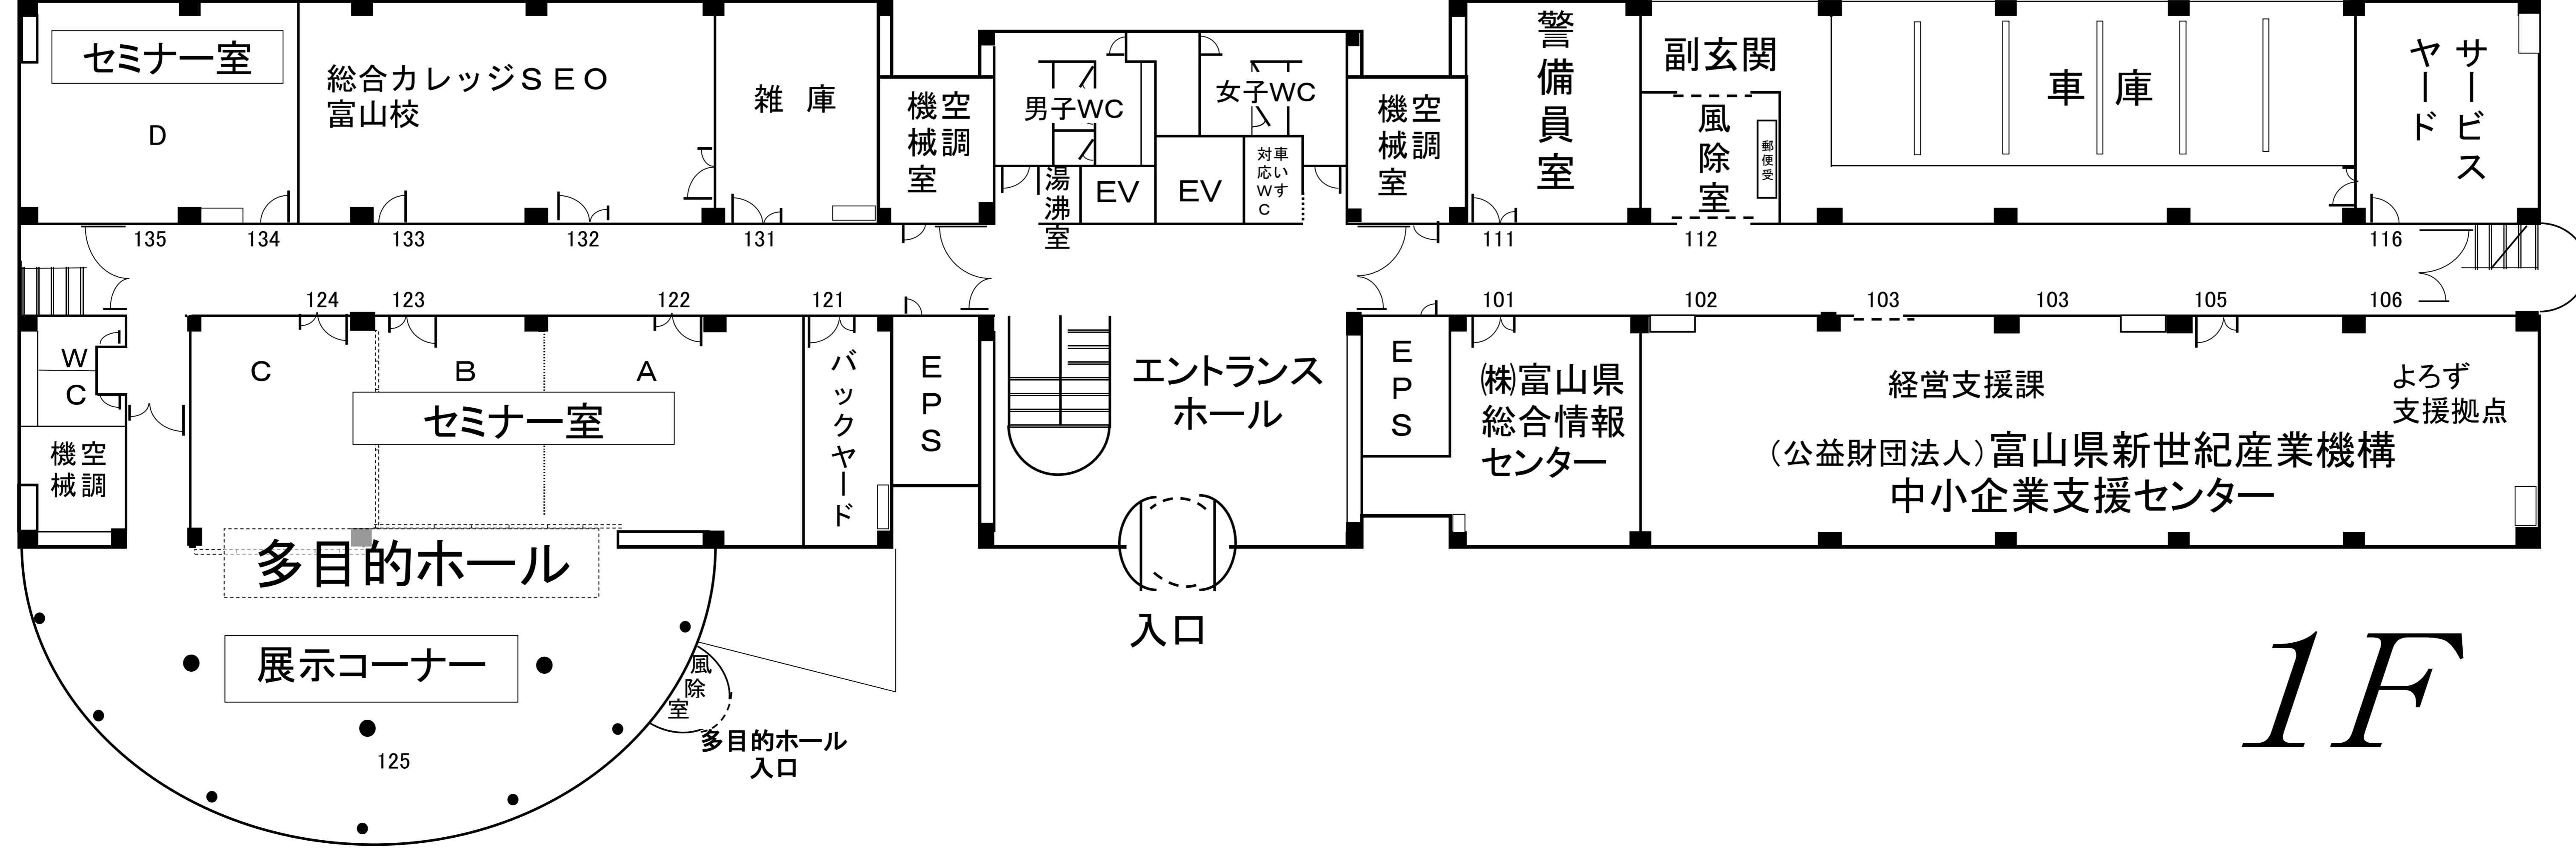 セミナー室
D
総合カレッジＳＥＯ
富山校
雑 庫
空調
機械室
男子WC
女子WC
湯沸室
EV
EV
車いす
対応WC
空調
機械室
警備員室
副玄関
風除室
郵便受
車 庫
サービス
ヤード
135
134
133
132
131
111
112
116
124
123
122
121
101
102
103
103
105
106
WC
空調
機械
C
B
A
セミナー室
バックヤード
EPS
エントランス
ホール
EPS
㈱富山県
総合情報
センター
経営支援課
よろず
支援拠点
（公益財団法人）富山県新世紀産業機構
中小企業支援センター
多目的ホール
展示コーナー
125
風除室
多目的ホール
入口
入口
1F